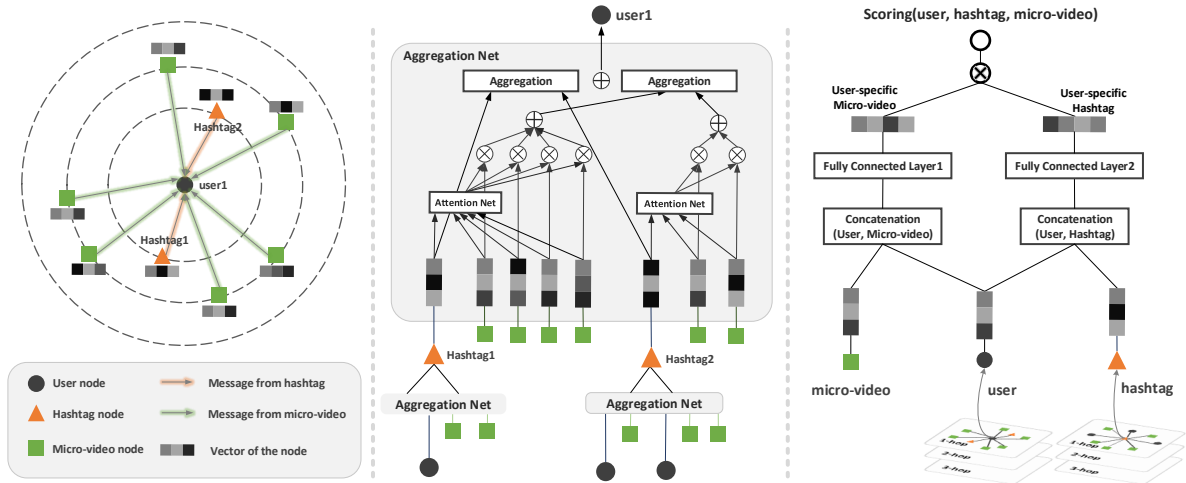 Hashtag2
user1
Hashtag1
User node
Message from hashtag
Hashtag node
Message from micro-video
Micro-video node
Vector of the node
user1
Aggregation Net
Aggregation
Aggregation
Attention Net
Attention Net
Hashtag1
Hashtag2
Aggregation Net
Aggregation Net
Scoring(user, hashtag, micro-video)
User-specific
Micro-video
User-specific
Hashtag
Fully Connected Layer1
Fully Connected Layer2
Concatenation
(User, Micro-video)
Concatenation
(User, Hashtag)
micro-video
user
hashtag
1-hop
2-hop
3-hop
1-hop
2-hop
3-hop